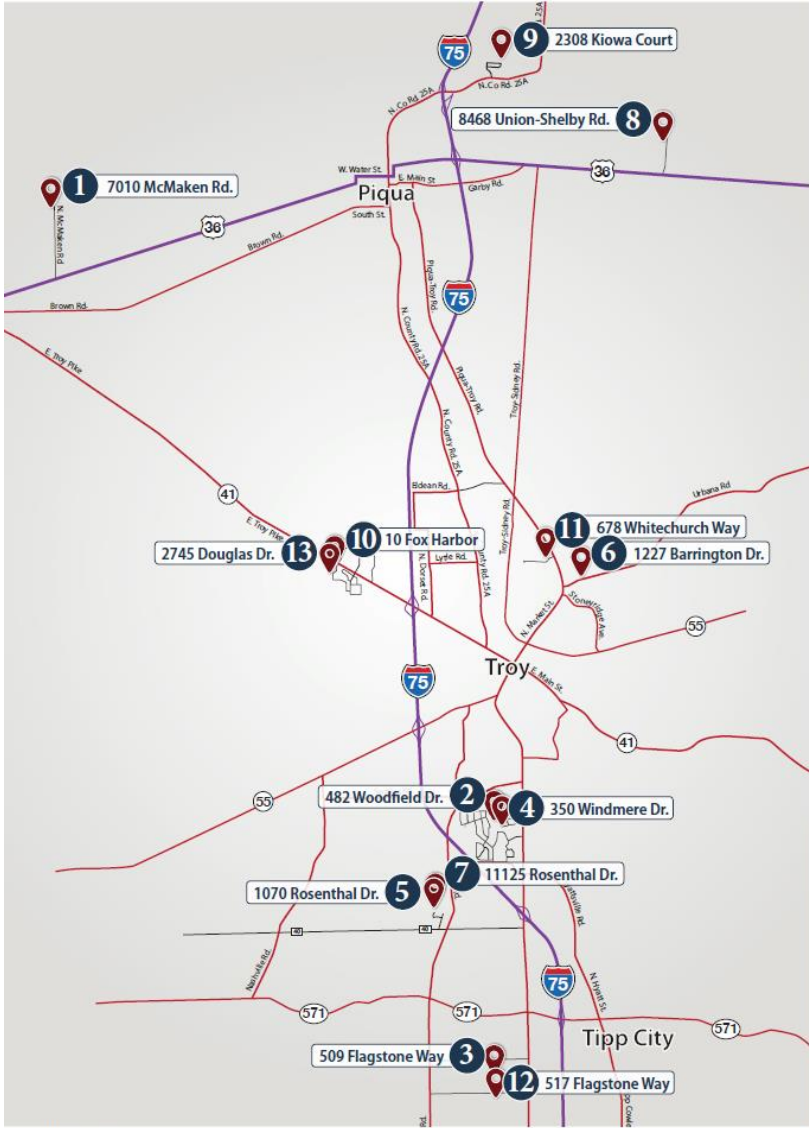 25A
75
9 2308 Kiowa Court
N. Co Rd. 25A
N. Co Rd. 25A
8468 Union-Shelby Rd. 8
W. Water St.
E. Main St
36
1 7010 McMaken Rd.
Piqua
Garby Rd.
South St.
N. McMaken Rd
36
Brown Rd.
Piqua-Troy Rd.
75
Brown Rd.
N. County Rd. 25A
E. Troy Pike
Piqua-Troy Rd.
Troy-Sidney Rd.
N. County Rd. 25A
41
Eldean Rd.
Urbana Rd
E. Troy Pike
Troy-Sidney Rd.
11 678 Whitechurch Way
10 10 Fox Harbor
2745 Douglas Dr. 13
6 1227 Barrington Dr.
Lytle Rd.
N. Dorset Rd.
unty Rd. 25A
Stoneyridge Ave.
N. Market St.
55
Troy
75
E. Main St.
41
55
482 Woodfield Dr. 2
4 350 Windmere Dr.
7 11125 Rosenthal Dr.
1070 Rosenthal Dr. 5
attsville Rd.
40
40
Nashville Rd.
75
N. Hyatt St.
571
571
571
Tipp City
509 Flagstone Way 3
12 517 Flagstone Way
Rd.
pp Cowle